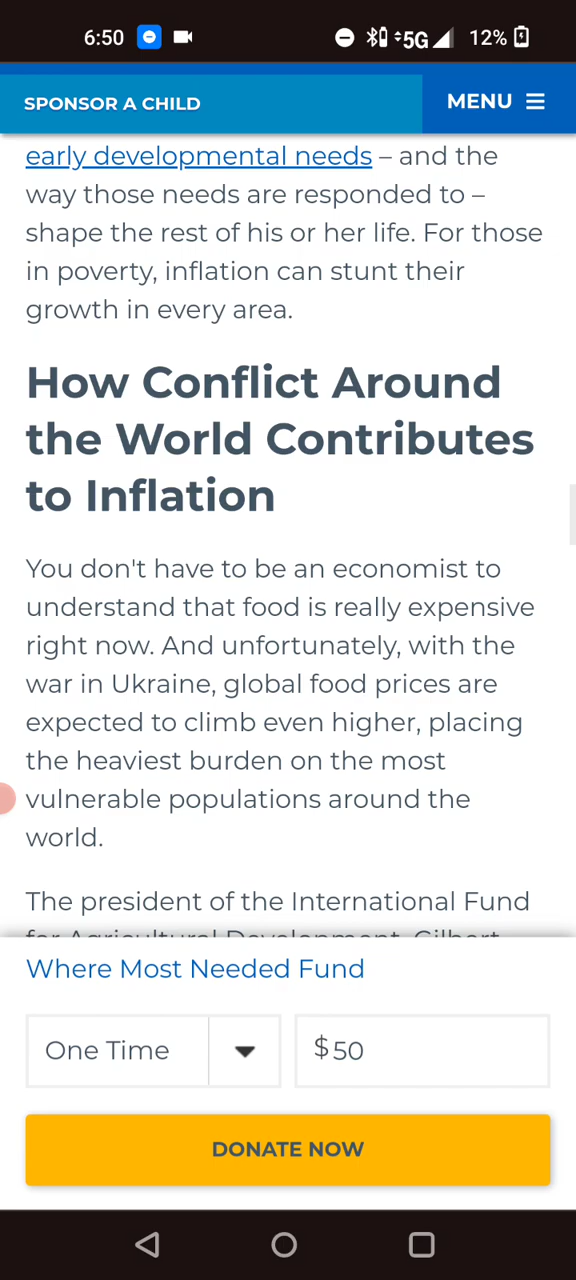 6:50
5G
12%
SPONSOR A CHILD
MENU
early developmental needs – and the
way those needs are responded to –
shape the rest of his or her life. For those
in poverty, inflation can stunt their
growth in every area.
How Conflict Around
the World Contributes
to Inflation
You don't have to be an economist to
understand that food is really expensive
right now. And unfortunately, with the
war in Ukraine, global food prices are
expected to climb even higher, placing
the heaviest burden on the most
vulnerable populations around the
world.
The president of the International Fund
for Agricultural Development, Gilbert
Where Most Needed Fund
One Time
$50
DONATE NOW